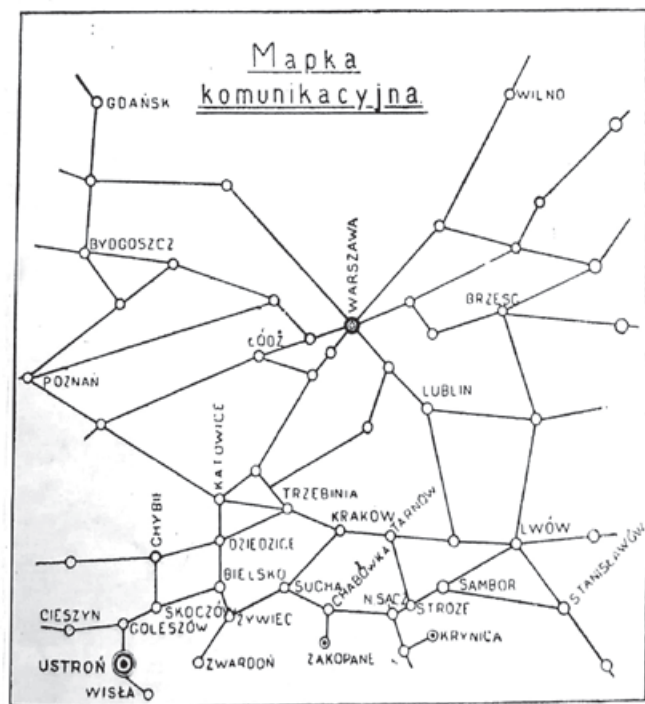 Mapka
komunikacyjna.
GDAŃSK
WILNO
BYDGOSZCZ
WARSZAWA
BRZEŚĆ
ŁÓDŹ
POZNAŃ
LUBLIN
KATOWICE
TRZEBINIA
CHYBIE
KRAKÓW
TARNÓW
LWÓW
DZIEDZICE
CHABÓWKA
S.TANISŁAWÓW
BIELSKO
SUCHA
SAMBOR
CIESZYN
SKOCZÓW
ŻYWIEC
N.SĄCZ
STRÓŻE
GOLESZÓW
KRYNICA
USTROŃ
ZWARDOŃ
ZAKOPANE
WISŁA